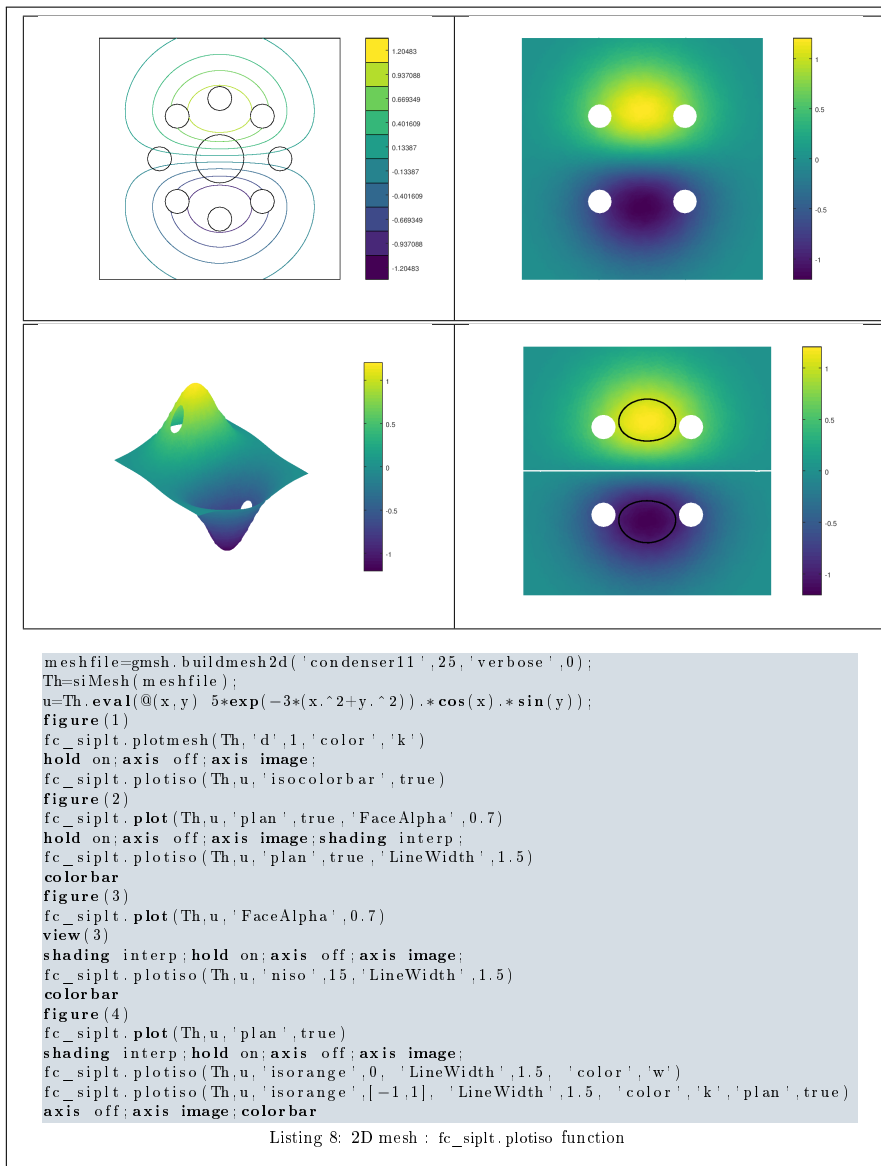 1.20483
0.937088
0.669349
0.401609
0.13387
-0.13387
-0.401609
-0.669349
-0.937088
-1.20483
1
0.5
0
-0.5
-1
1
0.5
0
-0.5
-1
1
0.5
0
-0.5
-1
meshfile=gmsh.buildmesh2d('condenser11',25,'verbose',0);
Th=siMesh(meshfile);
u=Th.eval(@(x,y) 5*exp(-3*(x.^2+y.^2)).*cos(x).*sin(y));
figure(1)
fc_siplt.plotmesh(Th,'d',1,'color','k')
hold on;axis off;axis image;
fc_siplt.plotiso(Th,u,'isocolorbar',true)
figure(2)
fc_siplt.plot(Th,u,'plan',true,'FaceAlpha',0.7)
hold on;axis off;axis image;shading interp;
fc_siplt.plotiso(Th,u,'plan',true,'LineWidth',1.5)
colorbar
figure(3)
fc_siplt.plot(Th,u,'FaceAlpha',0.7)
view(3)
shading interp;hold on;axis off;axis image;
fc_siplt.plotiso(Th,u,'niso',15,'LineWidth',1.5)
colorbar
figure(4)
fc_siplt.plot(Th,u,'plan',true)
shading interp;hold on;axis off;axis image;
fc_siplt.plotiso(Th,u,'isorange',0, 'LineWidth',1.5, 'color','w')
fc_siplt.plotiso(Th,u,'isorange',[-1,1], 'LineWidth',1.5, 'color','k','plan',true)
axis off;axis image;colorbar
Listing 8: 2D mesh : fc_siplt.plotiso function